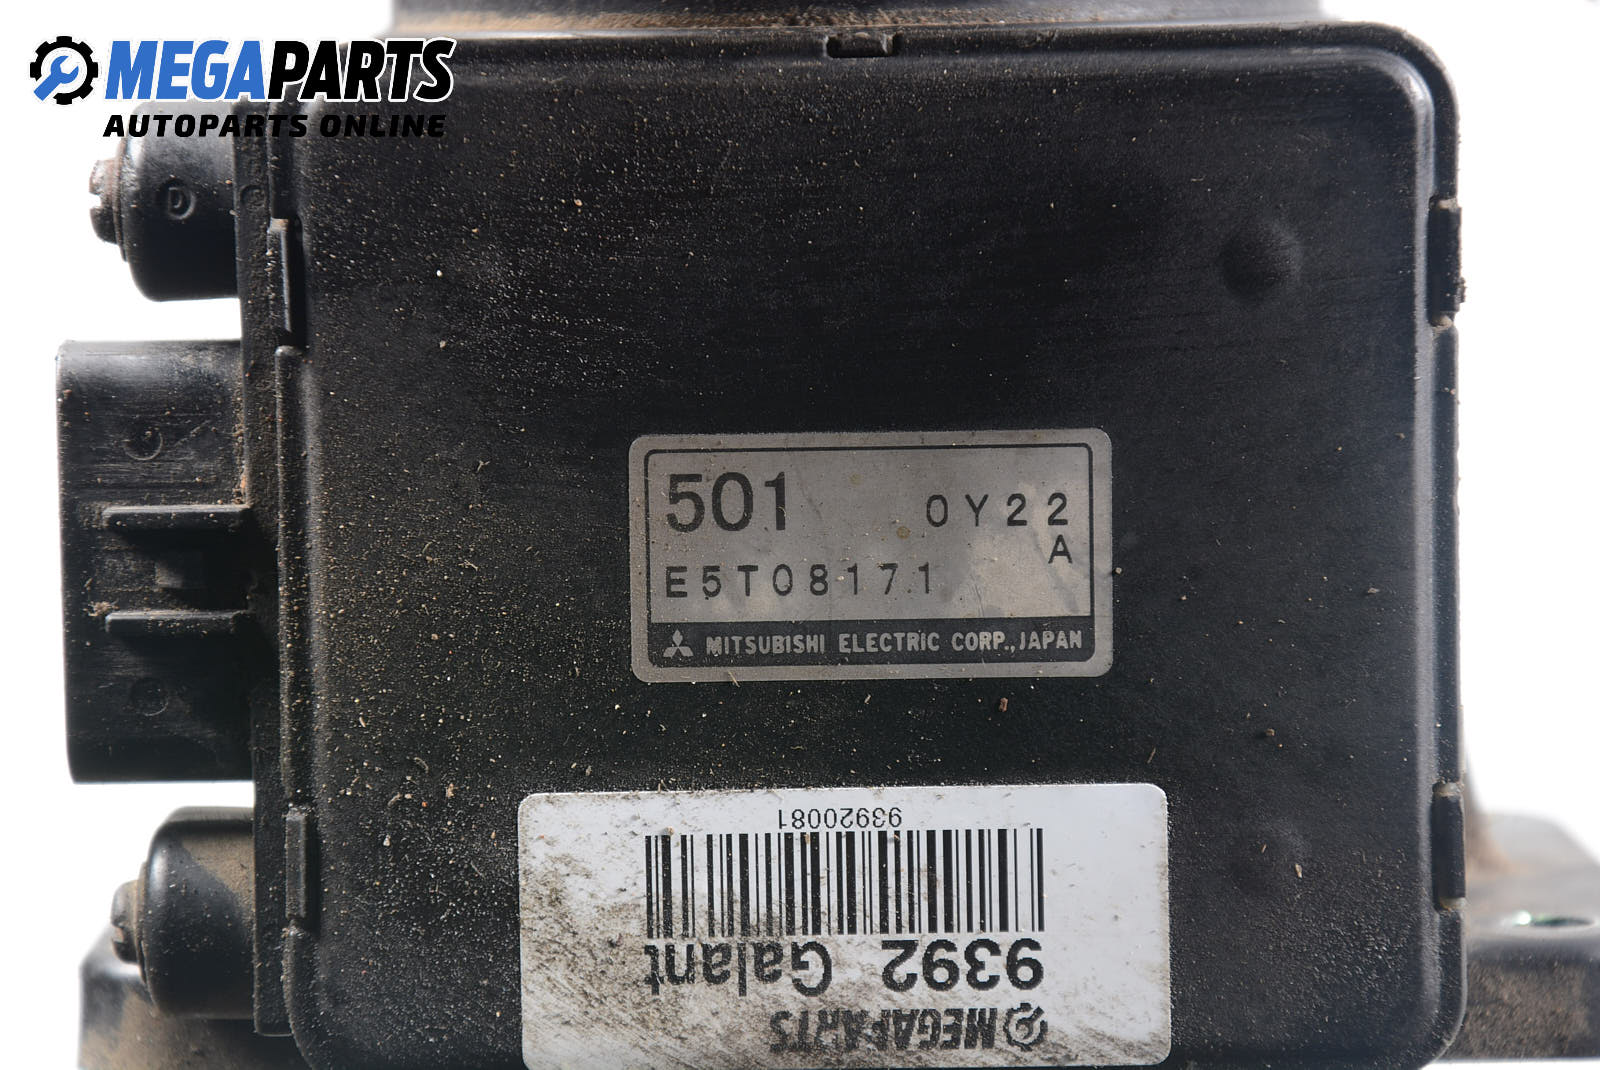 MEGAPARTS
AUTOPARTS ONLINE
501 0Y22
A
E5T08171
MITSUBISHI ELECTRIC CORP., JAPAN
93920081
9392 Galant
MEGAPARTS